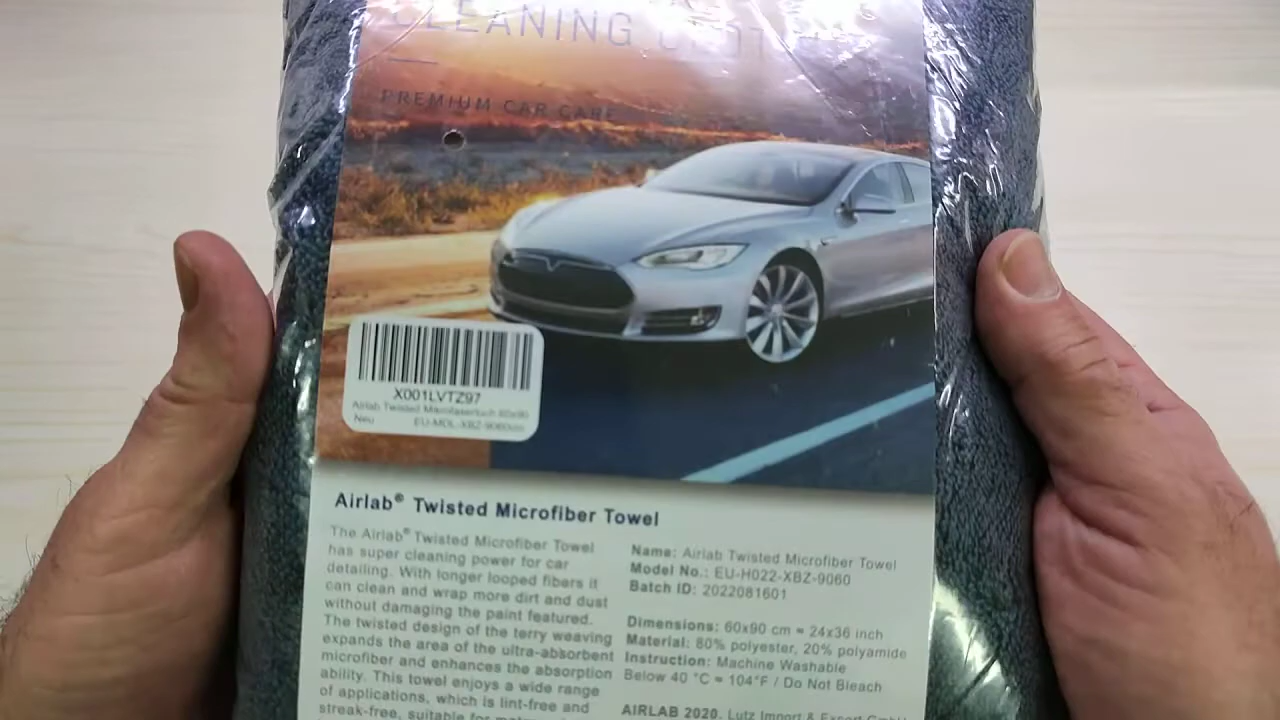 CLEANING CLOTH
PREMIUM CAR CARE
X001LVTZ97
Airlab Twisted Mikrofasertuch 60x90
Neu EU-MDL-XBZ-9060cm
Airlab® Twisted Microfiber Towel
The Airlab® Twisted Microfiber Towel
has super cleaning power for car
detailing. With longer looped fibers it
can clean and wrap more dirt and dust
without damaging the paint featured.
The twisted design of the terry weaving
expands the area of the ultra-absorbent
microfiber and enhances the absorption
ability. This towel enjoys a wide range
of applications, which is lint-free and
streak-free, suitable for
Name: Airlab Twisted Microfiber Towel
Model No.: EU-H022-XBZ-9060
Batch ID: 2022081601
Dimensions: 60x90 cm = 24x36 inch
Material: 80% polyester, 20% polyamide
Instruction: Machine Washable
Below 40 °C = 104°F / Do Not Bleach
AIRLAB 2020. Lutz Import & Export GmbH